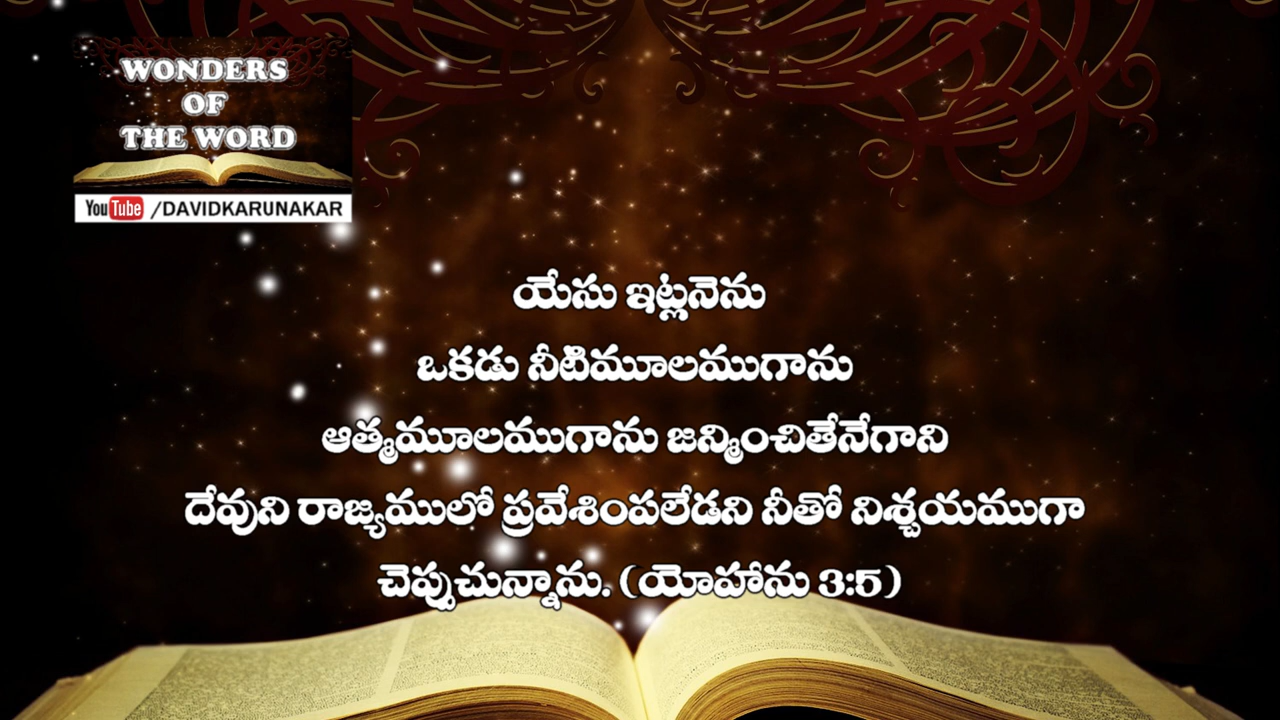 WONDERS
OF
THE WORD
YouTube /DAVIDKARUNAKAR
యేసు ఇట్లనెను
ఒకడు నీటిమూలముగాను
ఆత్మమూలముగాను జన్మించితేనేగాని
దేవుని రాజ్యములో ప్రవేశింపలేడని నీతో నిశ్చయముగా
చెప్పుచున్నాను. (యోహాను 3:5)